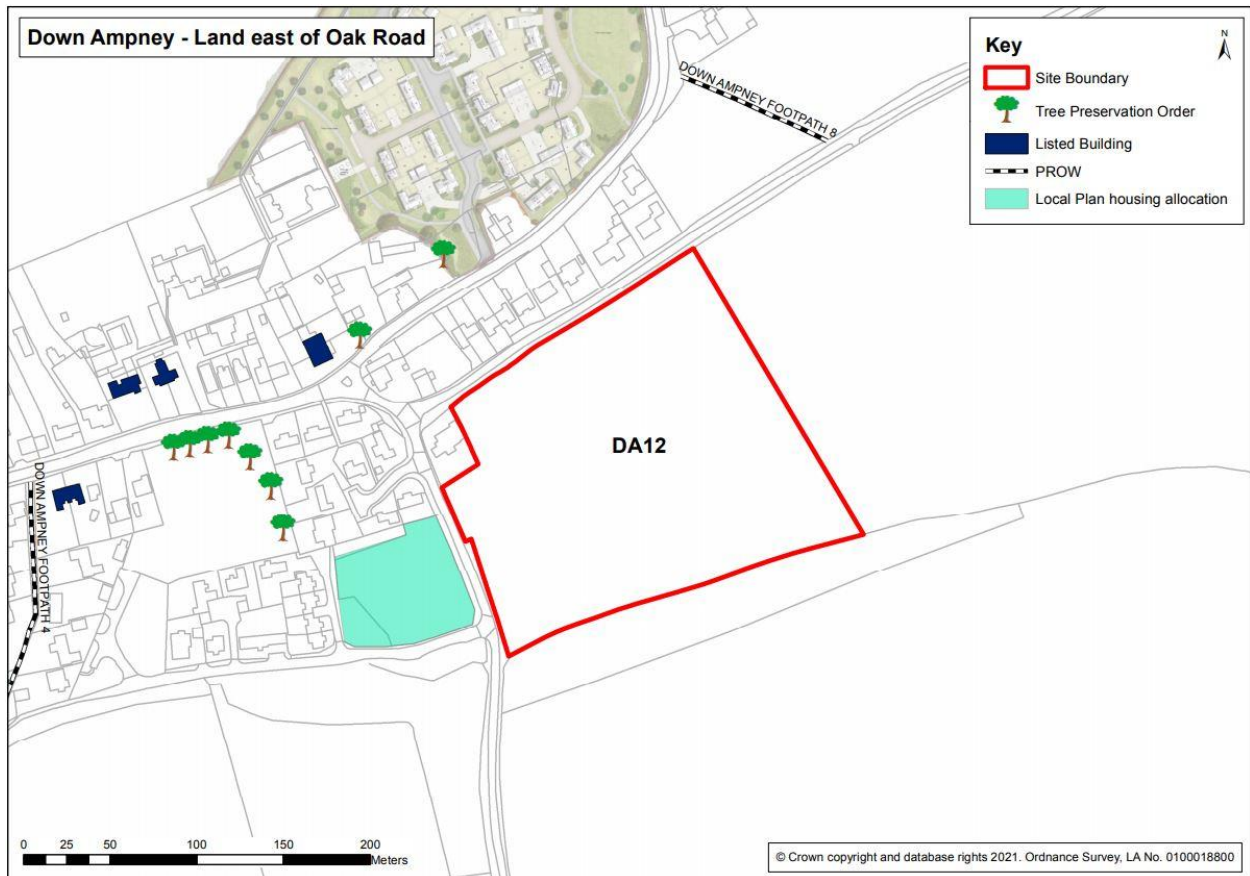 Down Ampney - Land east of Oak Road
Key
N
Site Boundary
Tree Preservation Order
Listed Building
PROW
Local Plan housing allocation
DOWN AMPNEY FOOTPATH 8
DA12
DOWN AMPNEY FOOTPATH 4
0 25 50 100 150 200
Meters
© Crown copyright and database rights 2021. Ordnance Survey, LA No. 0100018800